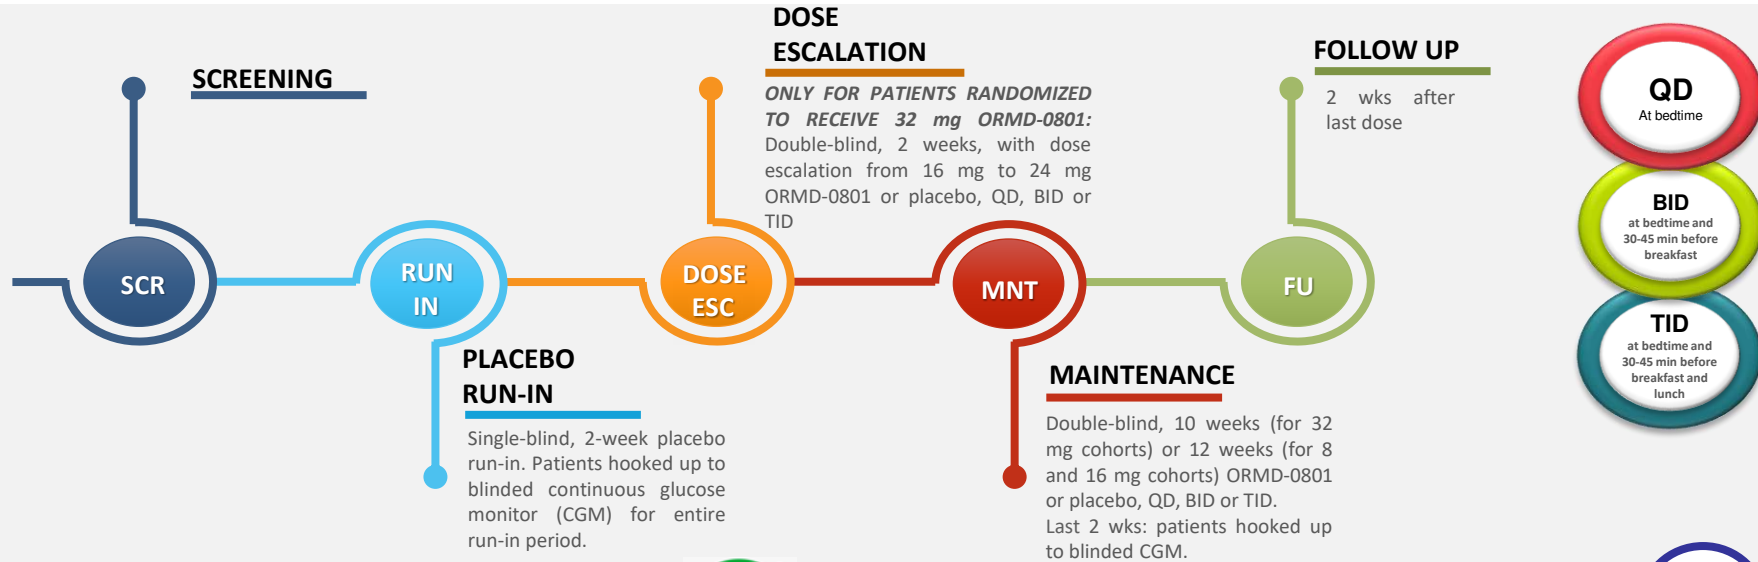 SCREENING
DOSE
ESCALATION
ONLY FOR PATIENTS RANDOMIZED
TO RECEIVE 32 mg ORMD-0801:
Double-blind, 2 weeks, with dose
escalation from 16 mg to 24 mg
ORMD-0801 or placebo, QD, BID or
TID
FOLLOW UP
2 wks after
last dose
SCR
RUN
IN
DOSE
ESC
MNT
FU
PLACEBO
RUN-IN
Single-blind, 2-week placebo
run-in. Patients hooked up to
blinded continuous glucose
monitor (CGM) for entire
run-in period.
MAINTENANCE
Double-blind, 10 weeks (for 32
mg cohorts) or 12 weeks (for 8
and 16 mg cohorts) ORMD-0801
or placebo, QD, BID or TID.
Last 2 wks: patients hooked up
to blinded CGM.
QD
At bedtime
BID
at bedtime and
30-45 min before
breakfast
TID
at bedtime and
30-45 min before
breakfast and
lunch